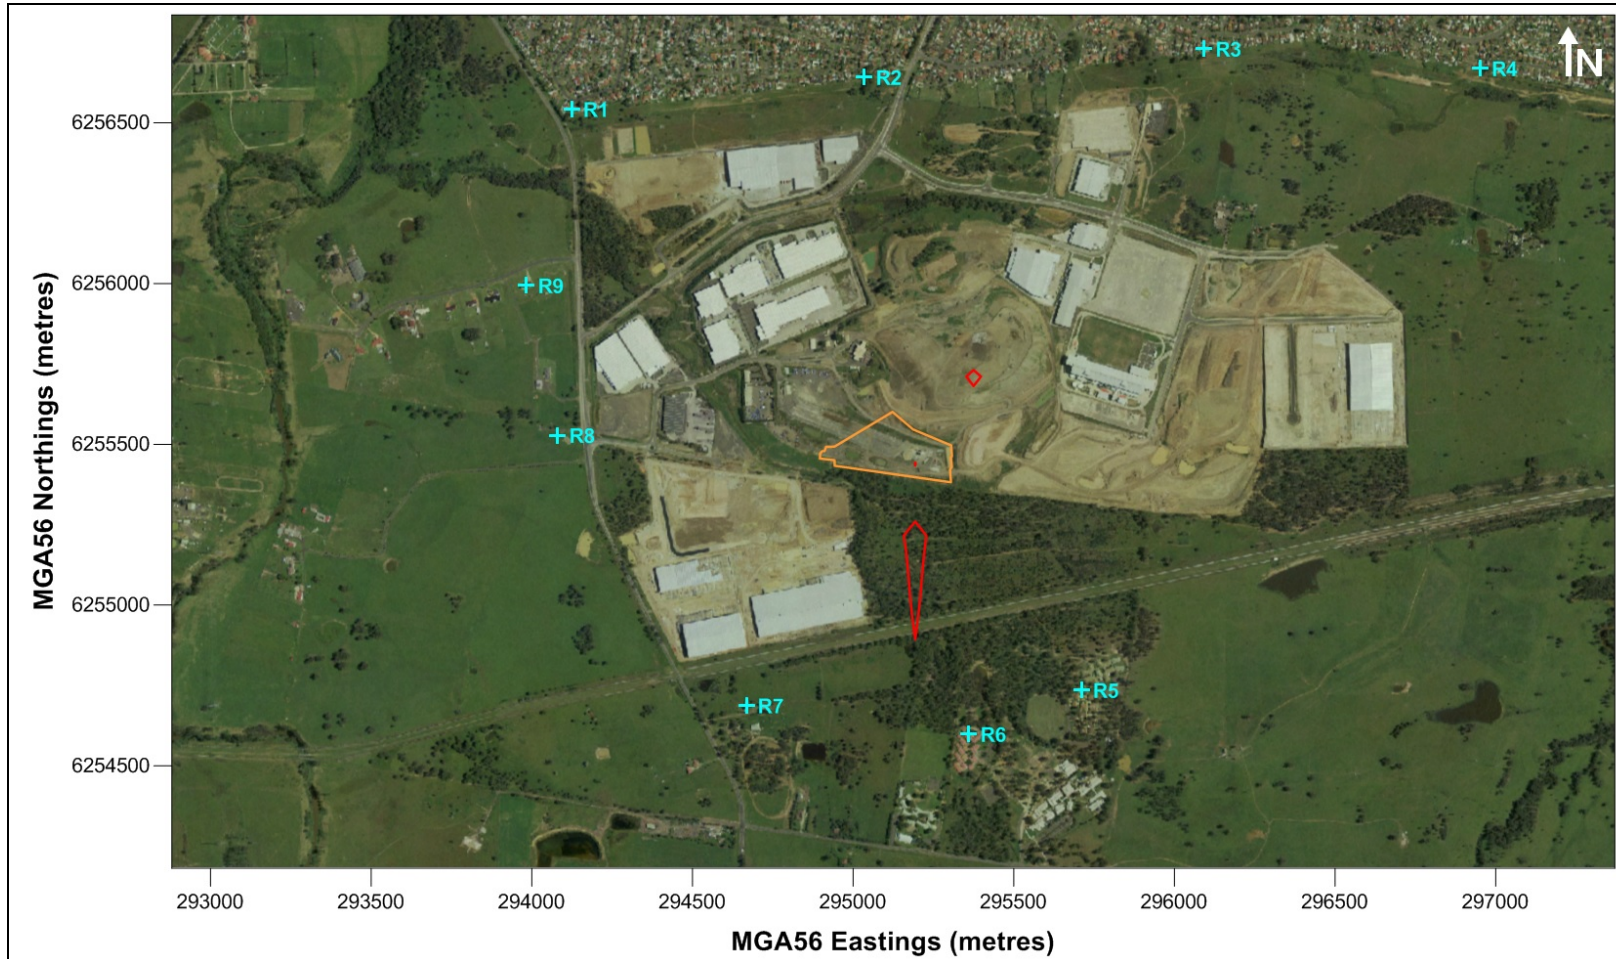 N
R3
R4
R2
R1
6256500
R9
6256000
R8
6255500
6255000
R5
R7
R6
6254500
MGA56 Northings (metres)
293000 293500 294000 294500 295000 295500 296000 296500 297000
MGA56 Eastings (metres)